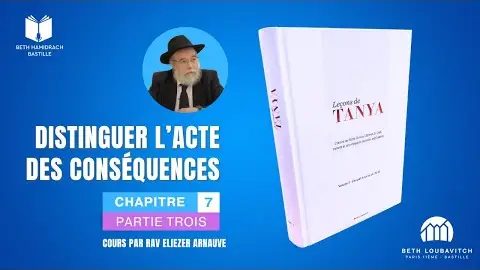 BETH HAMIDRACH
BASTILLE
DISTINGUER L'ACTE
DES CONSÉQUENCES
CHAPITRE 7
PARTIE TROIS
COURS PAR RAV ELIEZER ARNAUVE
Leçons de
TANYA
TANYA
BETH LOUBAVITCH
PARIS 11ÈME - BASTILLE